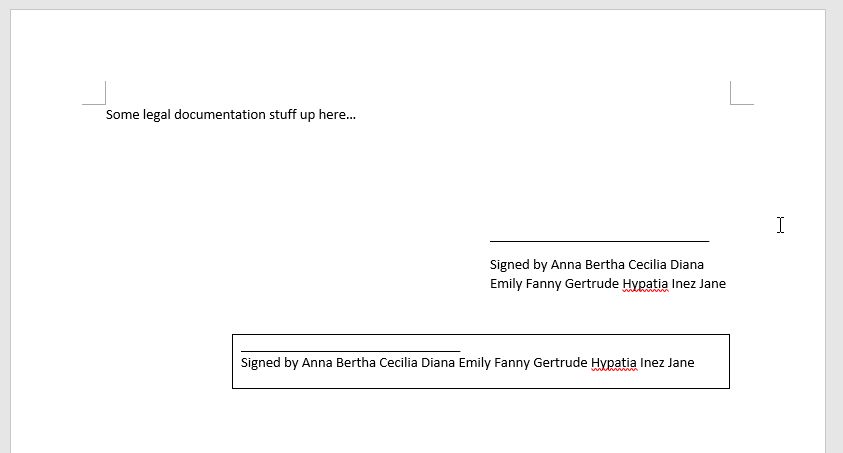 Some legal documentation stuff up here...
Signed by Anna Bertha Cecilia Diana
Emily Fanny Gertrude Hypatia Inez Jane
Signed by Anna Bertha Cecilia Diana Emily Fanny Gertrude Hypatia Inez Jane